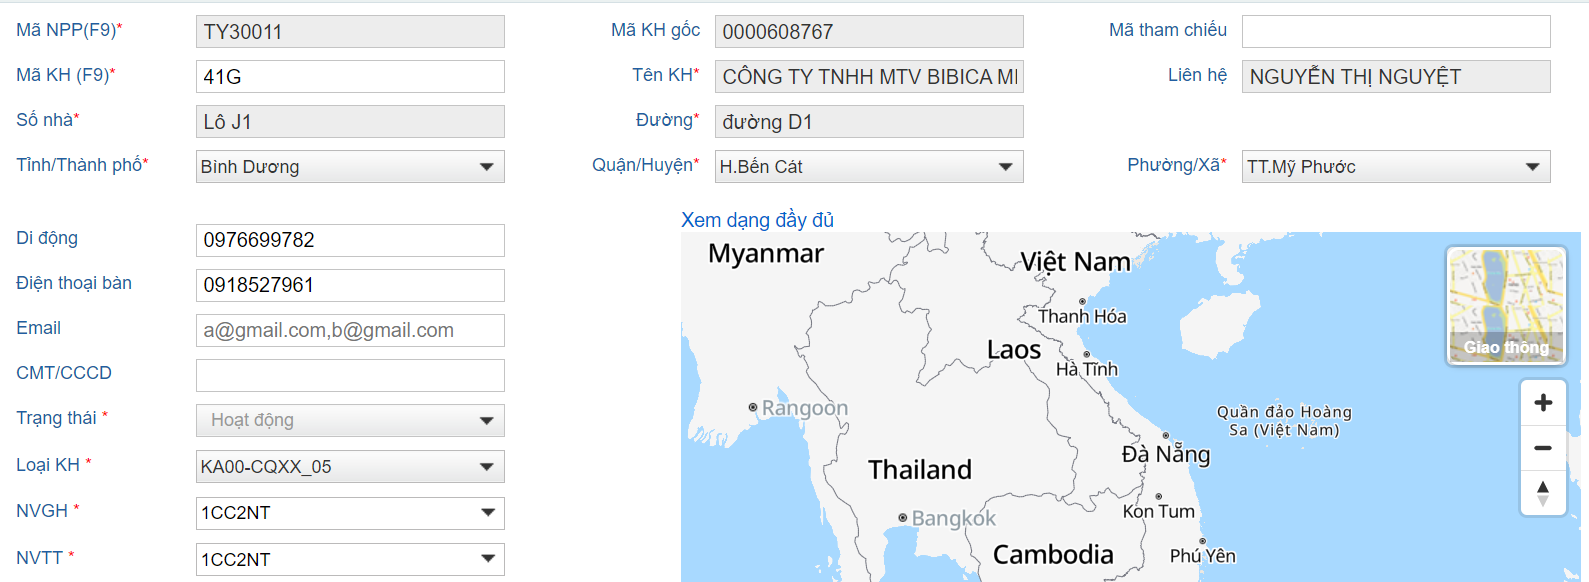 Mã NPP(F9)* TY30011 Mã KH gốc 0000608767 Mã tham chiếu
Mã KH (F9)* 41G Tên KH* CÔNG TY TNHH MTV BIBICA MI Liên hệ NGUYỄN THỊ NGUYỆT
Số nhà* Lô J1 Đường* đường D1
Tỉnh/Thành phố* Bình Dương Quận/Huyện* H.Bến Cát Phường/Xã* TT.Mỹ Phước
Di động 0976699782
Điện thoại bàn 0918527961
Email a@gmail.com,b@gmail.com
CMT/CCCD
Trạng thái * Hoạt động
Loại KH * KA00-CQXX_05
NVGH * 1CC2NT
NVTT * 1CC2NT
Xem dạng đầy đủ
Myanmar
Việt Nam
Thanh Hóa
Laos
Hà Tĩnh
Giao thông
Rangoon
Quần đảo Hoàng
Sa (Việt Nam)
Đà Nẵng
Thailand
Kon Tum
Bangkok
Cambodia
Phú Yên